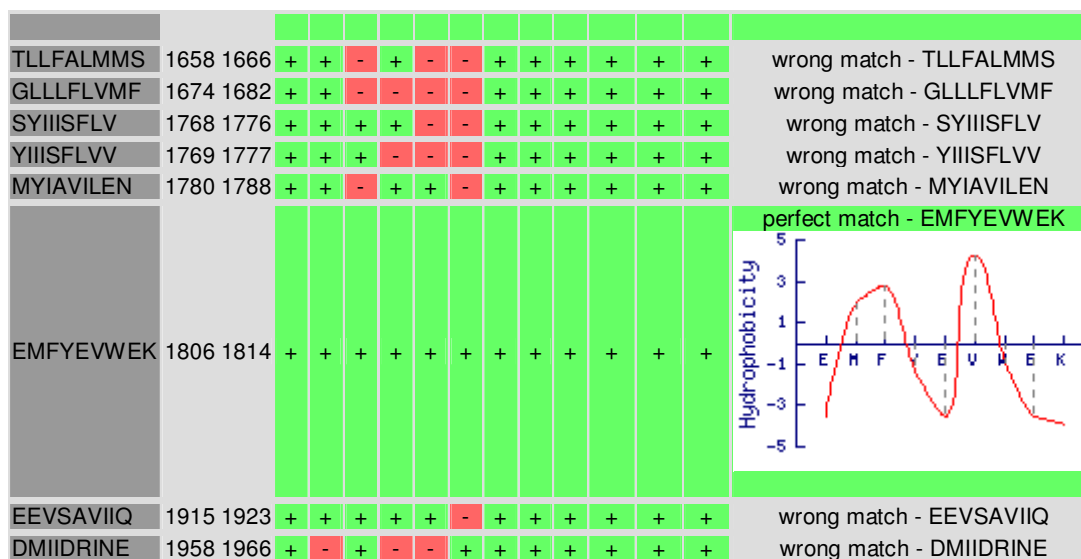 TLLFALMMS 1658 1666 + + - + - - + + + + + + wrong match - TLLFALMMS
GLLLFLVMF 1674 1682 + + - - - - + + + + + + wrong match - GLLLFLVMF
SYIIISFLV 1768 1776 + + + + - - + + + + + + wrong match - SYIIISFLV
YIIISFLVV 1769 1777 + + + - - - + + + + + + wrong match - YIIISFLVV
MYIAVILEN 1780 1788 + + - + + - + + + + + + wrong match - MYIAVILEN
perfect match - EMFYEVWEK
5
3
1
-1
-3
-5
Hydrophobicity
E M F Y E V W E K
EMFYEVWEK 1806 1814 + + + + + + + + + + + +
EEVSAVIIQ 1915 1923 + + + + + - + + + + + + wrong match - EEVSAVIIQ
DMIIDRINE 1958 1966 + - + - - + + + + + + + wrong match - DMIIDRINE